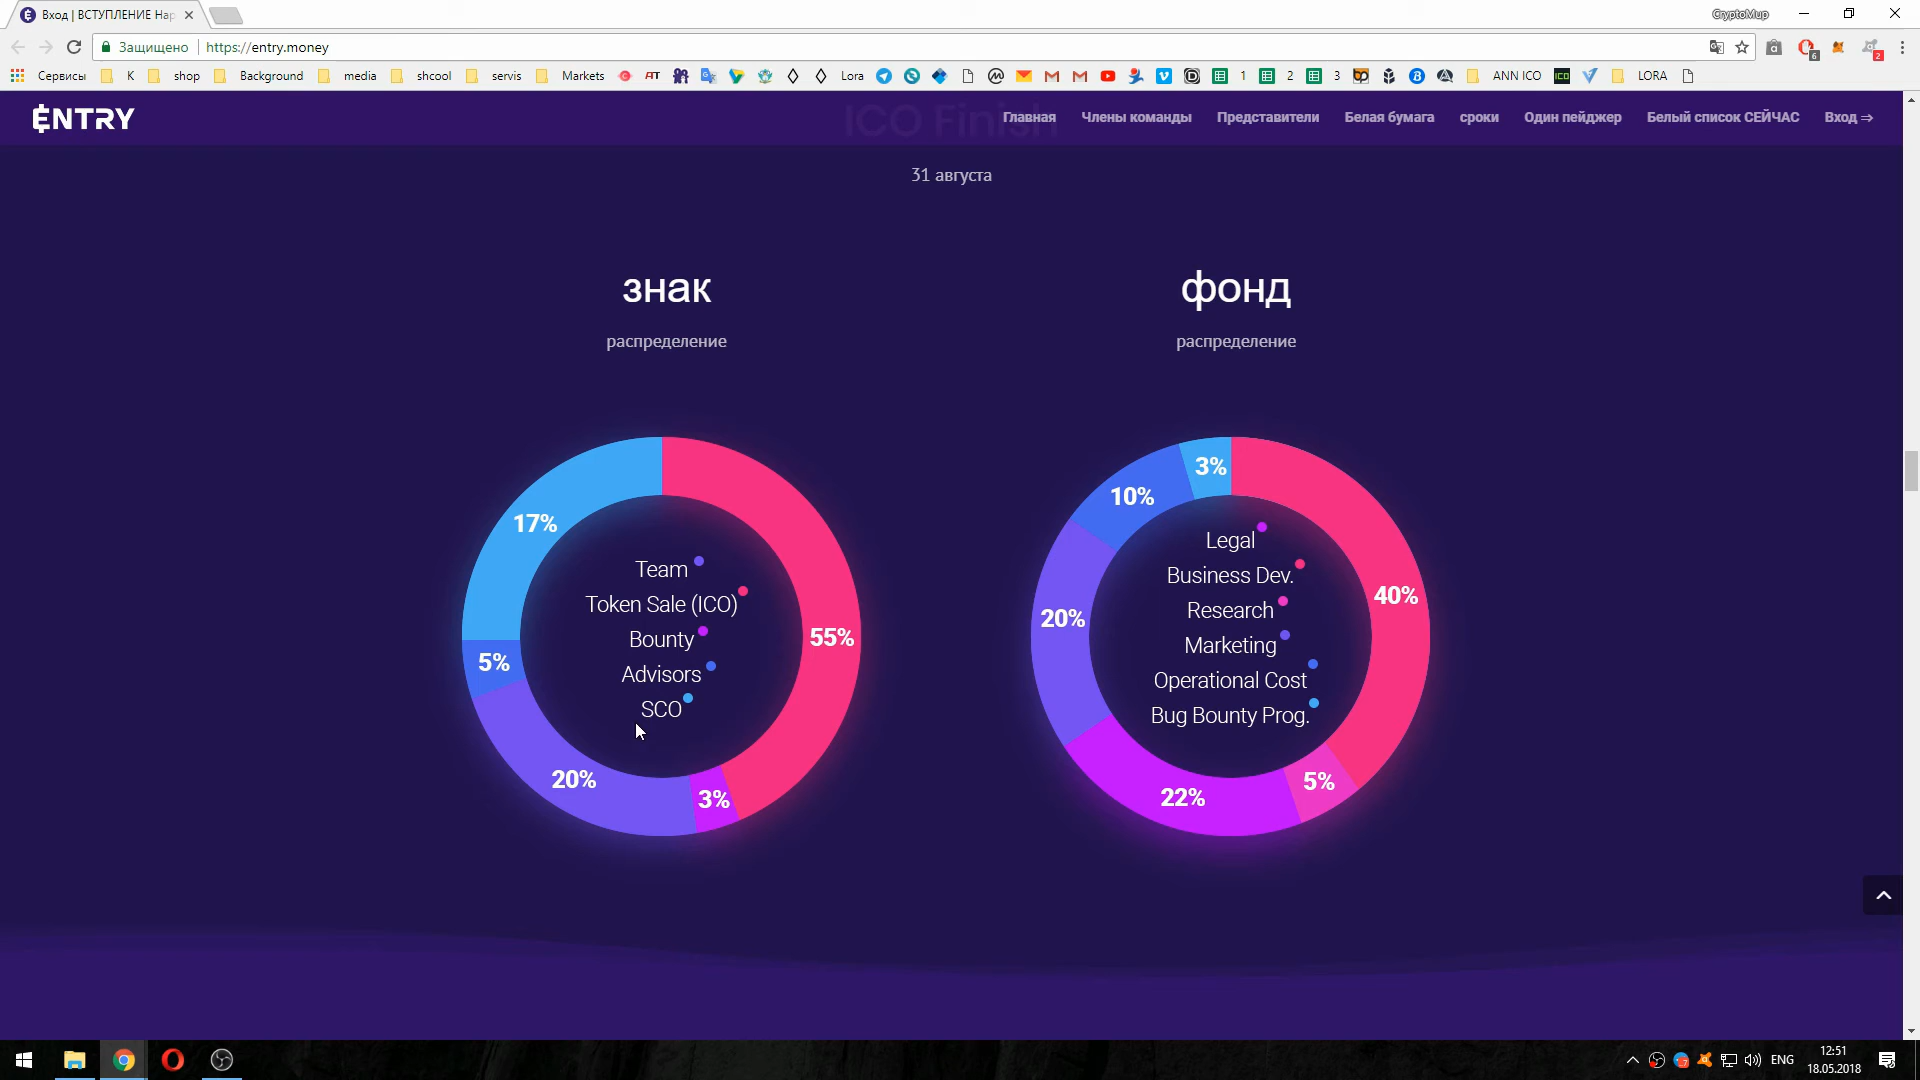 Вход | ВСТУПЛЕНИЕ Нар
CryptoMup
Защищено
https://entry.money
Сервисы K shop Background media shcool servis Markets AT Lora 1 2 3 ANN ICO ICO LORA
ENTRY
ICO Finish
Главная Члены команды Представители Белая бумага сроки Один пейджер Белый список СЕЙЧАС Вход ⇒
31 августа
знак
распределение
17%
5%
20%
3%
55%
Team
Token Sale (ICO)
Bounty
Advisors
SCO
фонд
распределение
3%
10%
20%
22%
5%
40%
Legal
Business Dev.
Research
Marketing
Operational Cost
Bug Bounty Prog.
ENG
12:51
18.05.2018